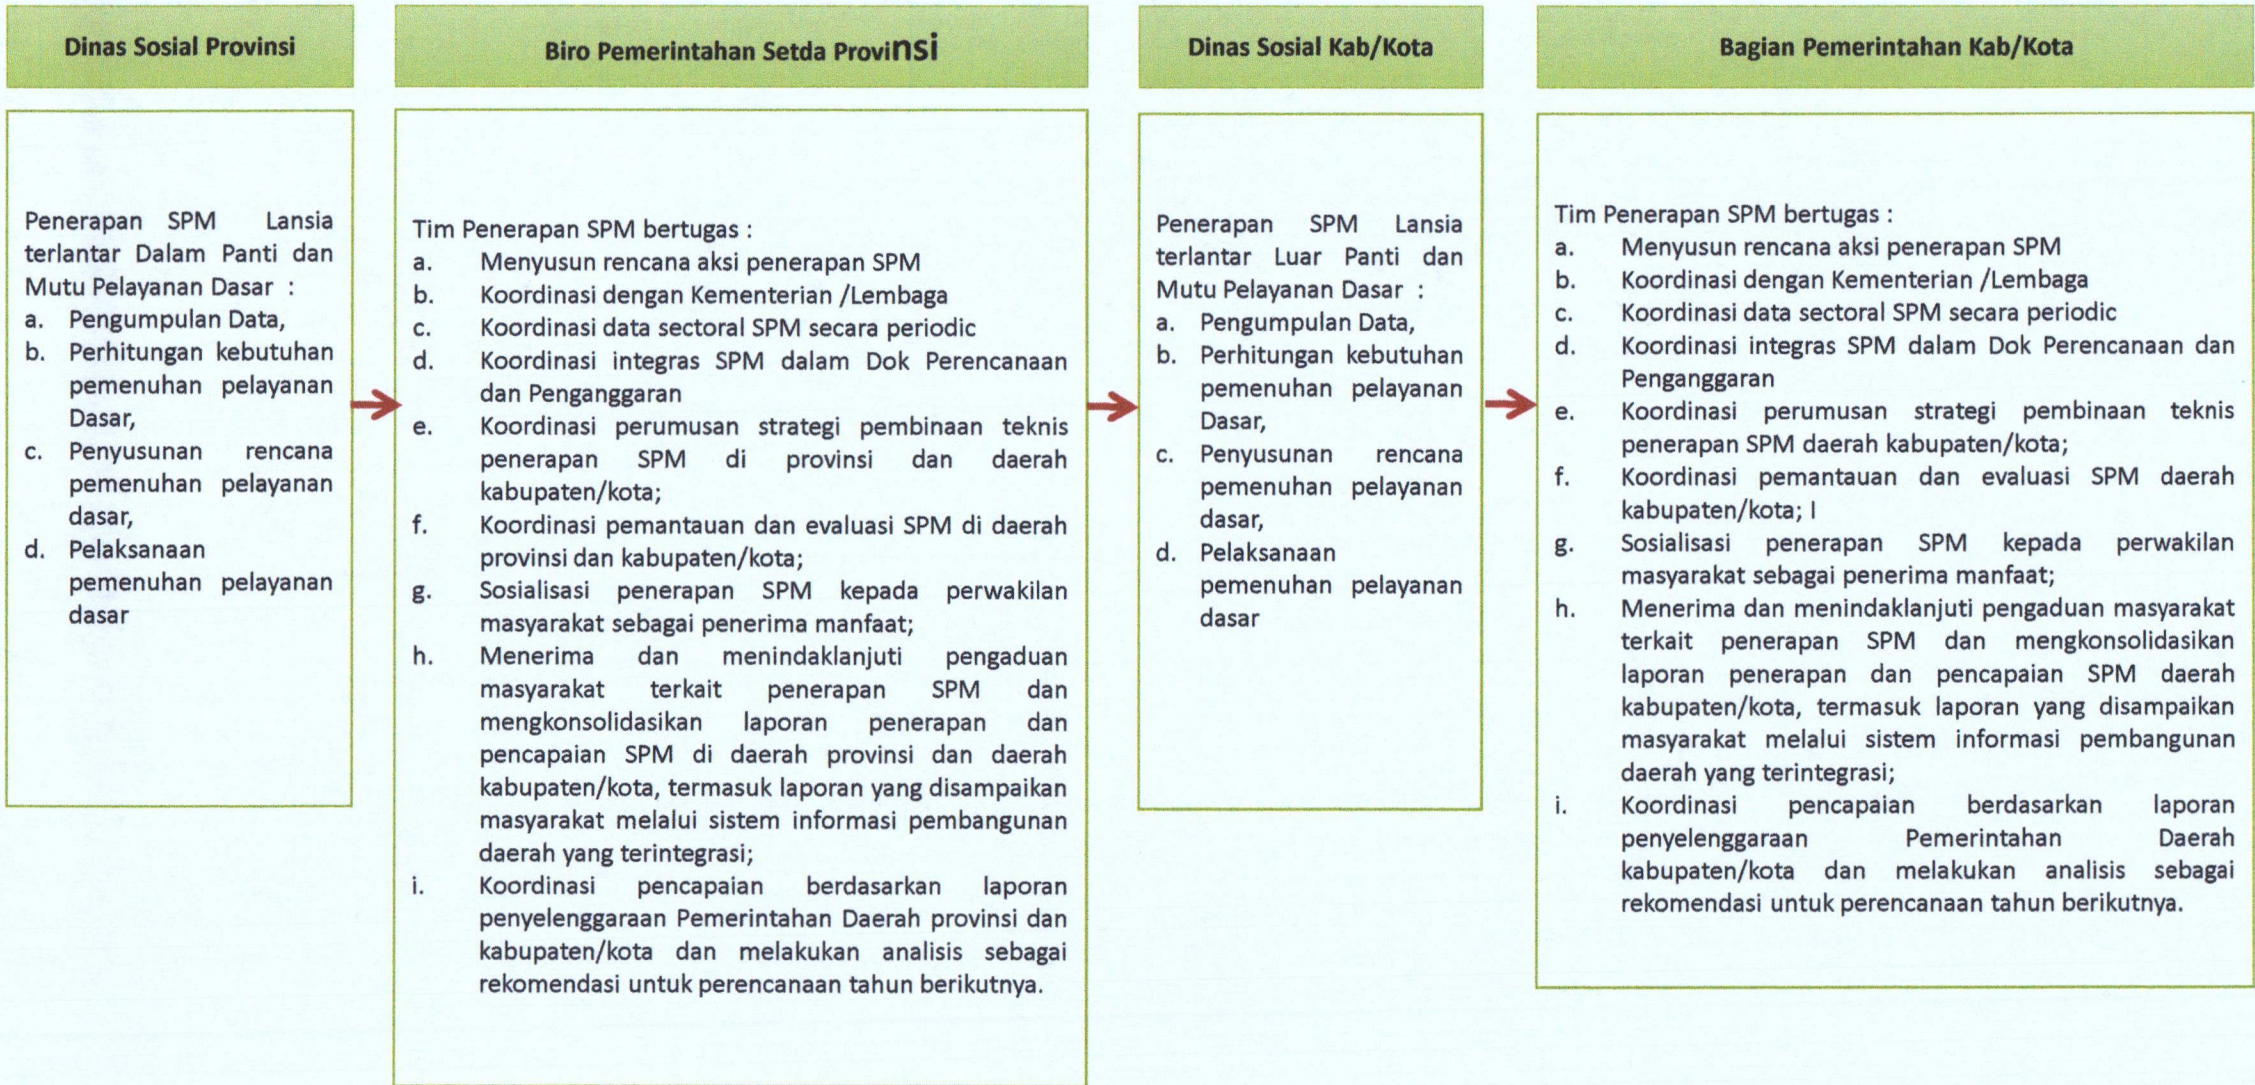 Dinas Sosial Provinsi
Penerapan SPM Lansia
terlantar Dalam Panti dan
Mutu Pelayanan Dasar :
a. Pengumpulan Data,
b. Perhitungan kebutuhan
pemenuhan pelayanan
Dasar,
c. Penyusunan rencana
pemenuhan pelayanan
dasar,
d. Pelaksanaan
pemenuhan pelayanan
dasar
Biro Pemerintahan Setda Provinsi
Tim Penerapan SPM bertugas :
a. Menyusun rencana aksi penerapan SPM
b. Koordinasi dengan Kementerian /Lembaga
c. Koordinasi data sectoral SPM secara periodic
d. Koordinasi integras SPM dalam Dok Perencanaan
dan Penganggaran
e. Koordinasi perumusan strategi pembinaan teknis
penerapan SPM di provinsi dan daerah
kabupaten/kota;
f. Koordinasi pemantauan dan evaluasi SPM di daerah
provinsi dan kabupaten/kota;
g. Sosialisasi penerapan SPM kepada perwakilan
masyarakat sebagai penerima manfaat;
h. Menerima dan menindaklanjuti pengaduan
masyarakat terkait penerapan SPM dan
mengkonsolidasikan laporan penerapan dan
pencapaian SPM di daerah provinsi dan daerah
kabupaten/kota, termasuk laporan yang disampaikan
masyarakat melalui sistem informasi pembangunan
daerah yang terintegrasi;
i. Koordinasi pencapaian berdasarkan laporan
penyelenggaraan Pemerintahan Daerah provinsi dan
kabupaten/kota dan melakukan analisis sebagai
rekomendasi untuk perencanaan tahun berikutnya.
Dinas Sosial Kab/Kota
Penerapan SPM Lansia
terlantar Luar Panti dan
Mutu Pelayanan Dasar :
a. Pengumpulan Data,
b. Perhitungan kebutuhan
pemenuhan pelayanan
Dasar,
c. Penyusunan rencana
pemenuhan pelayanan
dasar,
d. Pelaksanaan
pemenuhan pelayanan
dasar
Bagian Pemerintahan Kab/Kota
Tim Penerapan SPM bertugas :
a. Menyusun rencana aksi penerapan SPM
b. Koordinasi dengan Kementerian /Lembaga
c. Koordinasi data sectoral SPM secara periodic
d. Koordinasi integras SPM dalam Dok Perencanaan dan
Penganggaran
e. Koordinasi perumusan strategi pembinaan teknis
penerapan SPM daerah kabupaten/kota;
f. Koordinasi pemantauan dan evaluasi SPM daerah
kabupaten/kota; l
g. Sosialisasi penerapan SPM kepada perwakilan
masyarakat sebagai penerima manfaat;
h. Menerima dan menindaklanjuti pengaduan masyarakat
terkait penerapan SPM dan mengkonsolidasikan
laporan penerapan dan pencapaian SPM daerah
kabupaten/kota, termasuk laporan yang disampaikan
masyarakat melalui sistem informasi pembangunan
daerah yang terintegrasi;
i. Koordinasi pencapaian berdasarkan laporan
penyelenggaraan Pemerintahan Daerah
kabupaten/kota dan melakukan analisis sebagai
rekomendasi untuk perencanaan tahun berikutnya.